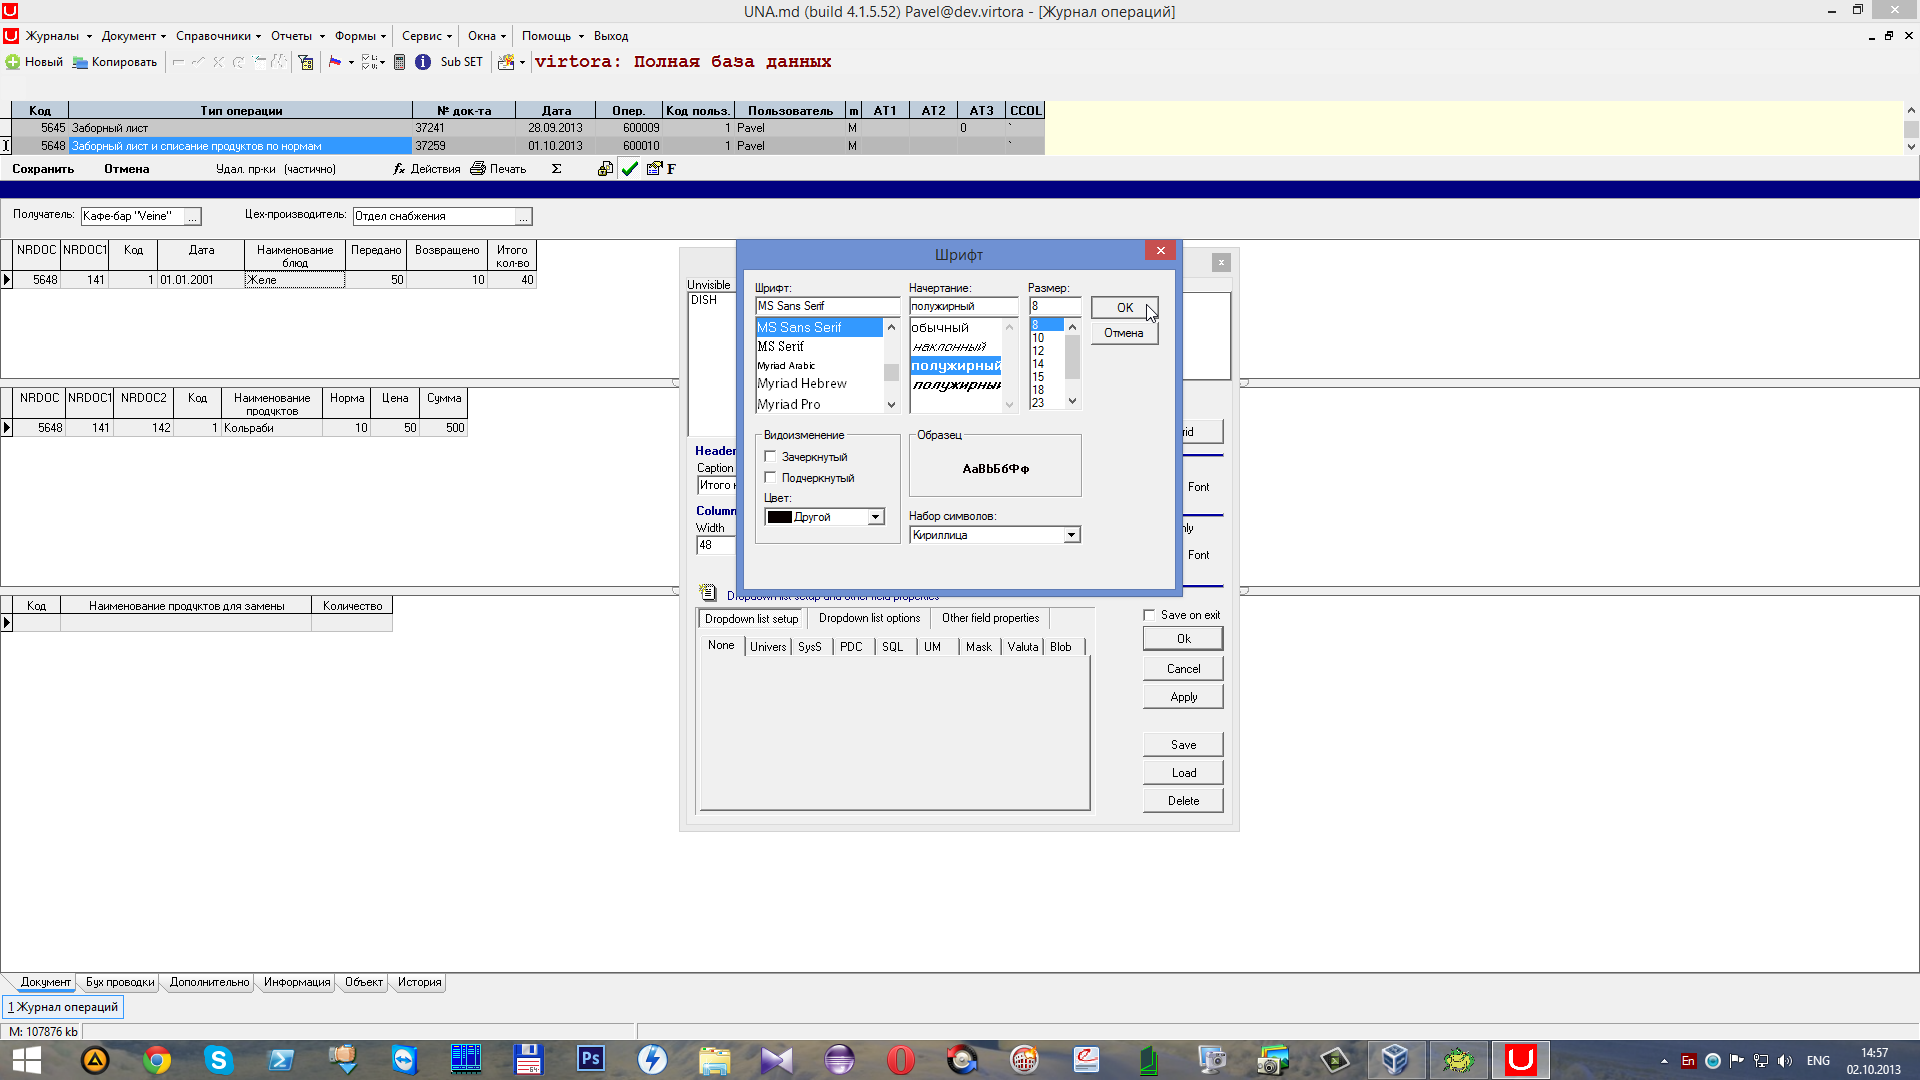 UNA.md (build 4.1.5.52) Pavel@dev.virtora - [Журнал операций]
Журналы Документ Справочники Отчеты Формы Сервис Окна Помощь Выход
Новый Копировать Sub SET virtora: Полная база данных
Код Тип операции № док-та Дата Опер. Код польз. Пользователь m AT1 AT2 AT3 CCOL
5645 Заборный лист 37241 28.09.2013 600009 1 Pavel M 0 `
5648 Заборный лист и списание продуктов по нормам 37259 01.10.2013 600010 1 Pavel M `
Сохранить Отмена Удал. пр-ки (частично) fx Действия Печать Σ F
Получатель: Кафе-бар "Veine" ... Цех-производитель: Отдел снабжения ...
NRDOC NRDOC1 Код Дата Наименование блюд Передано Возвращено Итого кол-во
5648 141 1 01.01.2001 Желе 50 10 40
NRDOC NRDOC1 NRDOC2 Код Наименование продуктов Норма Цена Сумма
5648 141 142 1 Кольраби 10 50 500
Код Наименование продуктов для замены Количество
Unvisible
DISH
Header
Caption
Итого к
Column
Width
48
rid
Font
nly
Font
Шрифт
Шрифт: Начертание: Размер:
MS Sans Serif полужирный 8 OK
MS Sans Serif обычный 8 Отмена
MS Serif наклонный 10
Myriad Arabic полужирный 12
Myriad Hebrew полужирный 14
Myriad Pro 15
18
23
Видоизменение Образец
Зачеркнутый
Подчеркнутый
AaBbБбФф
Цвет:
Другой
Набор символов:
Кириллица
Dropdown list setup and other field properties
Dropdown list setup Dropdown list options Other field properties
None Univers SysS PDC SQL UM Mask Valuta Blob
Save on exit
Ok
Cancel
Apply
Save
Load
Delete
Документ Бух проводки Дополнительно Информация Объект История
1 Журнал операций
M: 107876 kb
64 Ps En ENG 14:57
02.10.2013